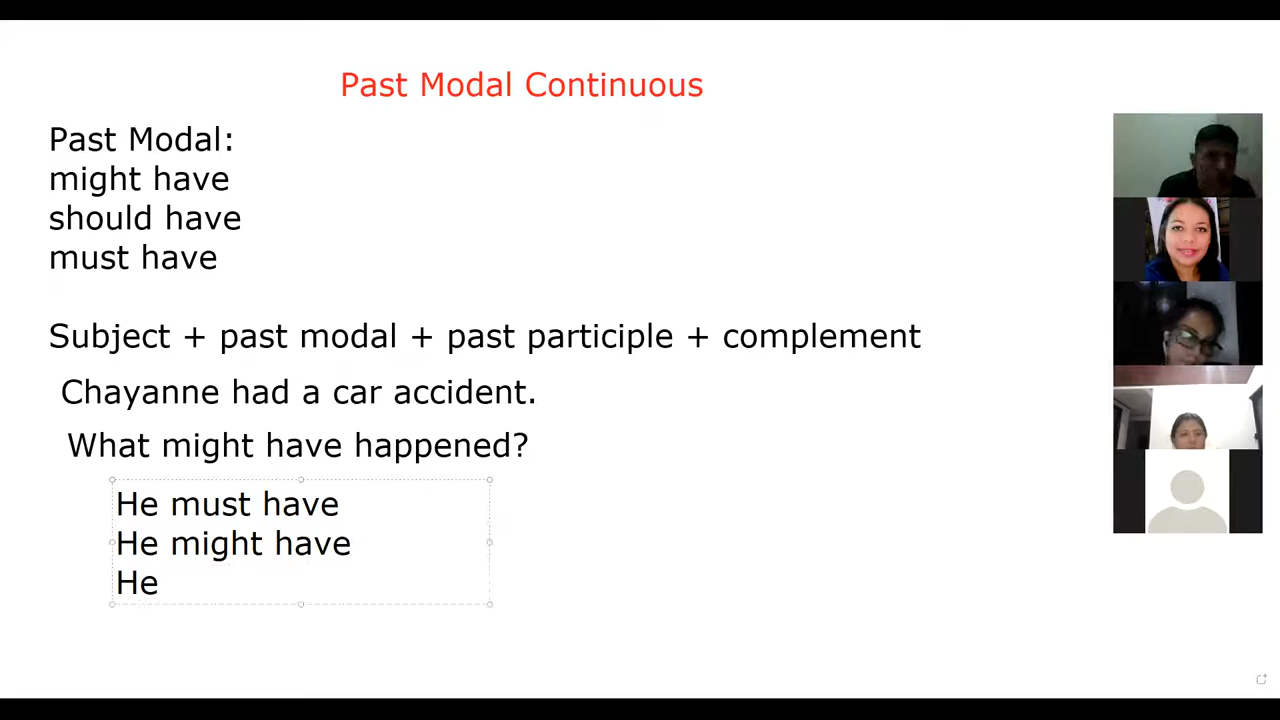 Past Modal Continuous
Past Modal:
might have
should have
must have
Subject + past modal + past participle + complement
Chayanne had a car accident.
What might have happened?
He must have
He might have
He